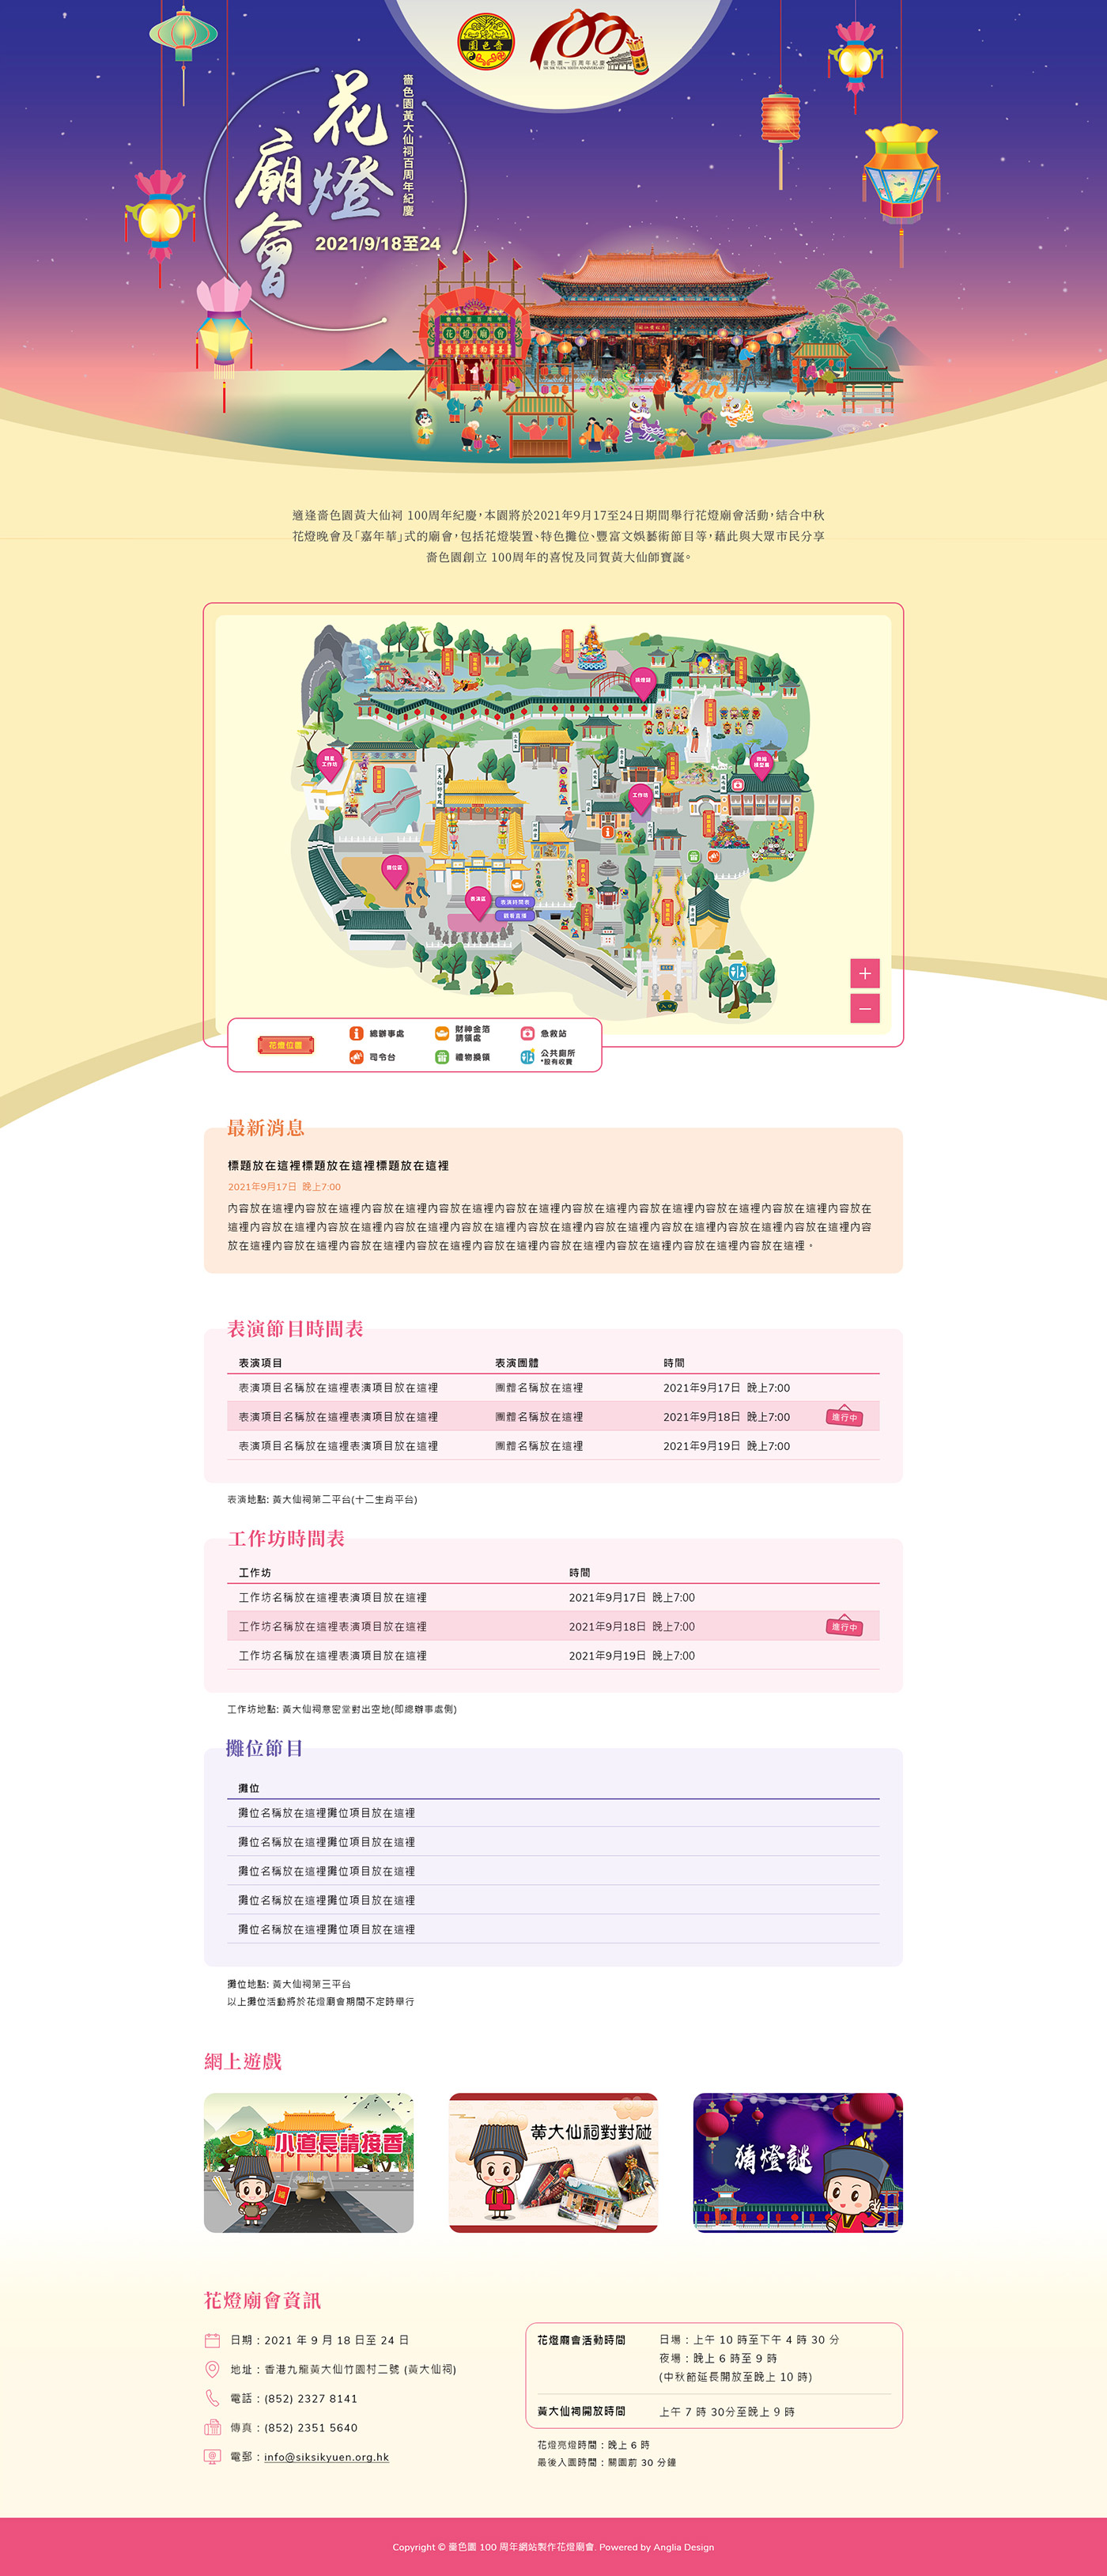 嗇色園
嗇色園一百周年紀慶
SIK SIK YUEN 100TH ANNIVERSARY
花燈廟會
嗇色園黃大仙祠百周年紀慶
2021/9/18至24
花燈廟會
適逢嗇色園黃大仙祠 100周年紀慶，本園將於2021年9月17至24日期間舉行花燈廟會活動，結合中秋
花燈晚會及「嘉年華」式的廟會，包括花燈裝置、特色攤位、豐富文娛藝術節目等，藉此與大眾市民分享
嗇色園創立 100周年的喜悅及同賀黃大仙師寶誕。
猜燈謎
工作坊
工作坊
攤位區
表演區
表演時間表
觀看直播
花燈位置
總辦事處
財神金箔
請領處
急救站
司令台
禮物換領
公共廁所
*設有收費
最新消息
標題放在這裡標題放在這裡標題放在這裡
2021年9月17日 晚上7:00
內容放在這裡內容放在這裡內容放在這裡內容放在這裡內容放在這裡內容放在這裡內容放在這裡內容放在這裡內容放在這裡內容放在
這裡內容放在這裡內容放在這裡內容放在這裡內容放在這裡內容放在這裡內容放在這裡內容放在這裡內容放在這裡內容放在這裡內容
放在這裡內容放在這裡內容放在這裡內容放在這裡內容放在這裡內容放在這裡內容放在這裡內容放在這裡內容放在這裡。
表演節目時間表
表演項目 表演團體 時間
表演項目名稱放在這裡表演項目放在這裡 團體名稱放在這裡 2021年9月17日 晚上7:00
表演項目名稱放在這裡表演項目放在這裡 團體名稱放在這裡 2021年9月18日 晚上7:00 進行中
表演項目名稱放在這裡表演項目放在這裡 團體名稱放在這裡 2021年9月19日 晚上7:00
表演地點: 黃大仙祠第二平台(十二生肖平台)
工作坊時間表
工作坊 時間
工作坊名稱放在這裡表演項目放在這裡 2021年9月17日 晚上7:00
工作坊名稱放在這裡表演項目放在這裡 2021年9月18日 晚上7:00 進行中
工作坊名稱放在這裡表演項目放在這裡 2021年9月19日 晚上7:00
工作坊地點: 黃大仙祠意密堂對出空地(即總辦事處側)
攤位節目
攤位
攤位名稱放在這裡攤位項目放在這裡
攤位名稱放在這裡攤位項目放在這裡
攤位名稱放在這裡攤位項目放在這裡
攤位名稱放在這裡攤位項目放在這裡
攤位名稱放在這裡攤位項目放在這裡
攤位地點: 黃大仙祠第三平台
以上攤位活動將於花燈廟會期間不定時舉行
網上遊戲
小道長請接香
黃大仙祠對對碰
猜燈謎
花燈廟會資訊
日期：2021 年 9 月 18 日至 24 日
地址：香港九龍黃大仙竹園村二號 (黃大仙祠)
電話：(852) 2327 8141
傳真：(852) 2351 5640
電郵：info@siksikyuen.org.hk
花燈廟會活動時間 日場：上午 10 時至下午 4 時 30 分
夜場：晚上 6 時至 9 時
(中秋節延長開放至晚上 10 時)
黃大仙祠開放時間 上午 7 時 30分至晚上 9 時
花燈亮燈時間：晚上 6 時
最後入園時間：關園前 30 分鐘
Copyright © 嗇色園 100 周年網站製作花燈廟會. Powered by Anglia Design